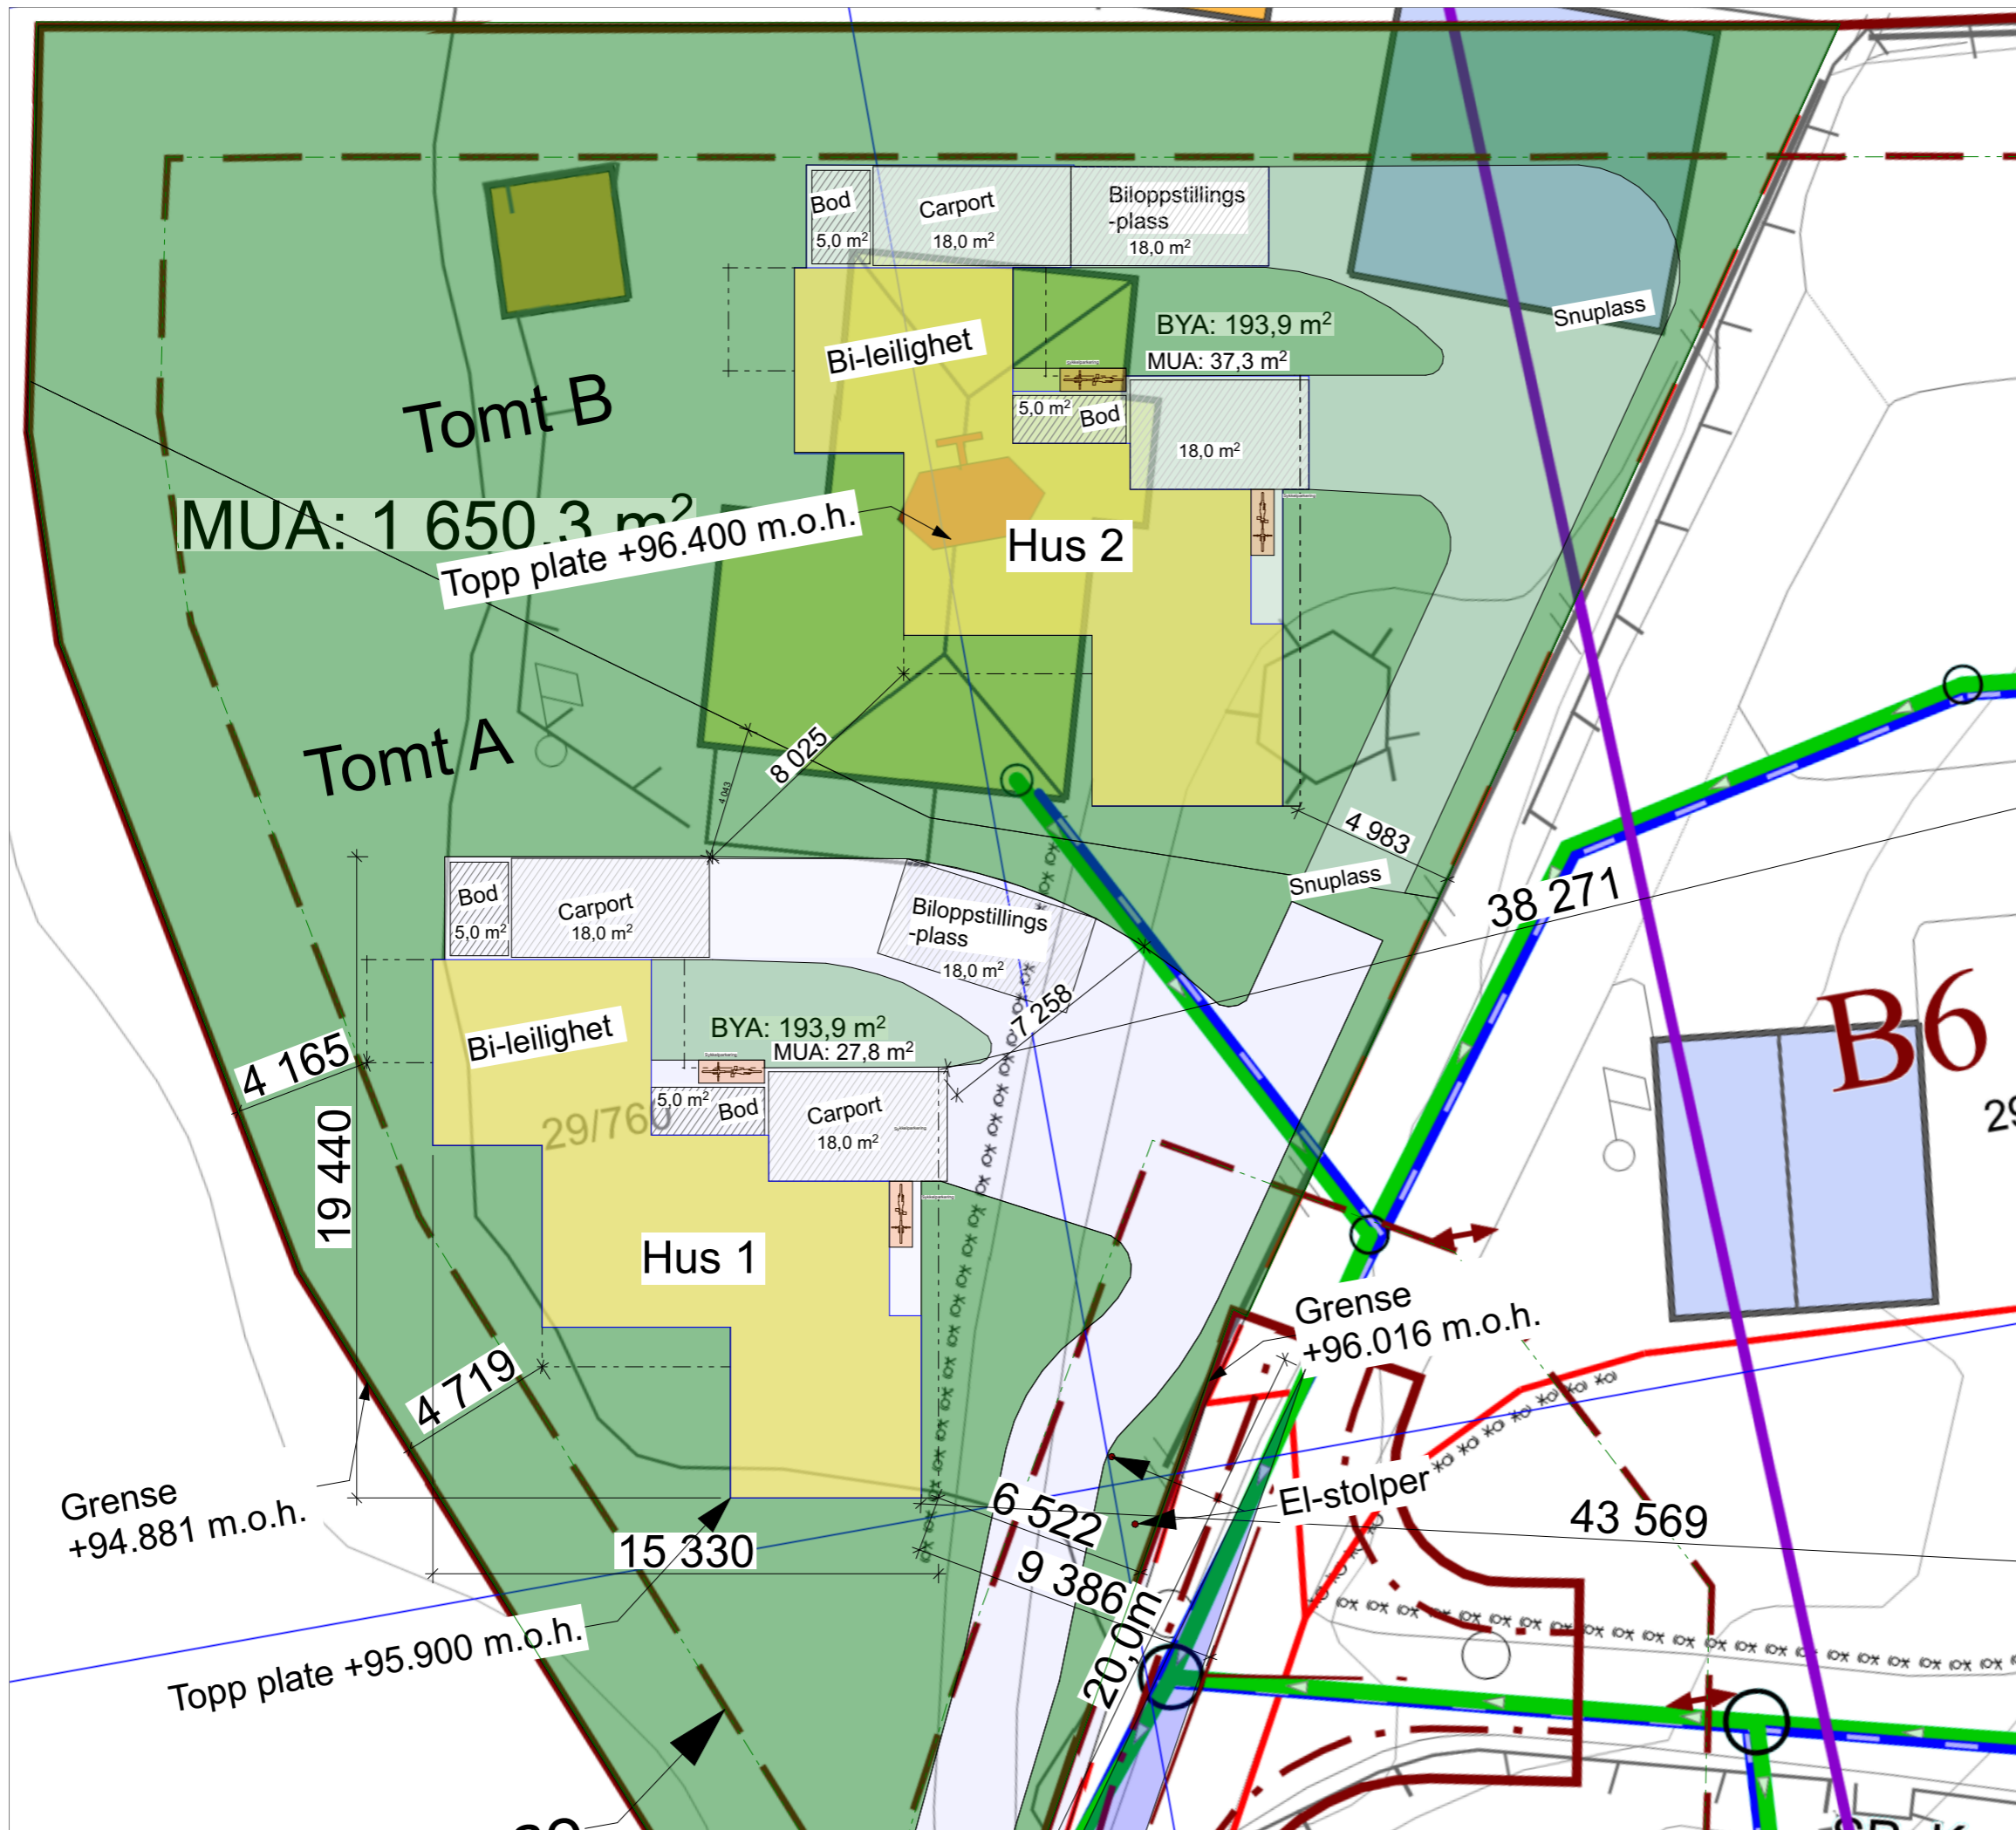 Bod
5,0 m²
Carport
18,0 m²
Biloppstillings
-plass
18,0 m²
Snuplass
BYA: 193,9 m²
MUA: 37,3 m²
Bi-leilighet
5,0 m²
Bod
18,0 m²
Tomt B
MUA: 1 650,3 m²
Topp plate +96.400 m.o.h.
Hus 2
Tomt A
8 025
4 043
4 983
Snuplass
38 271
Bod
5,0 m²
Carport
18,0 m²
Biloppstillings
-plass
18,0 m²
7 258
Bi-leilighet
BYA: 193,9 m²
MUA: 27,8 m²
B6
4 165
29/760
5,0 m²
Bod
Carport
18,0 m²
19 440
Hus 1
Grense
+96.016 m.o.h.
4 719
Grense
+94.881 m.o.h.
El-stolper
6 522
43 569
15 330
9 386
20,0m
Topp plate +95.900 m.o.h.